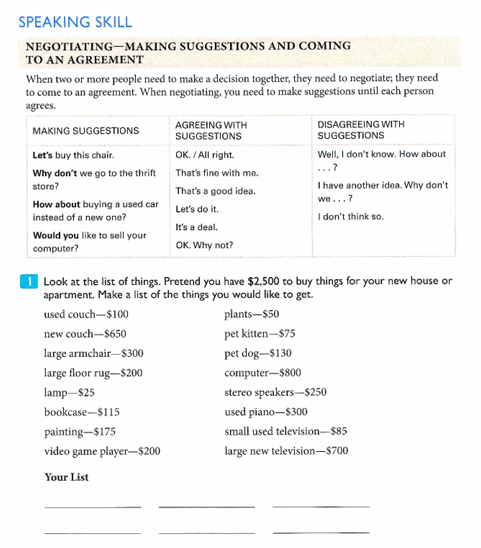 SPEAKING SKILL
NEGOTIATING—MAKING SUGGESTIONS AND COMING
TO AN AGREEMENT
When two or more people need to make a decision together, they need to negotiate; they need
to come to an agreement. When negotiating, you need to make suggestions until each person
agrees.
MAKING SUGGESTIONS
AGREEING WITH
SUGGESTIONS
DISAGREEING WITH
SUGGESTIONS
Let's buy this chair.
Why don't we go to the thrift
store?
How about buying a used car
instead of a new one?
Would you like to sell your
computer?
OK. / All right.
That's fine with me.
That's a good idea.
Let's do it.
It's a deal.
OK. Why not?
Well, I don't know. How about
. . . ?
I have another idea. Why don't
we . . . ?
I don't think so.
1 Look at the list of things. Pretend you have $2,500 to buy things for your new house or
apartment. Make a list of the things you would like to get.
used couch—$100
new couch—$650
large armchair—$300
large floor rug—$200
lamp—$25
bookcase—$115
painting—$175
video game player—$200
plants—$50
pet kitten—$75
pet dog—$130
computer—$800
stereo speakers—$250
used piano—$300
small used television—$85
large new television—$700
Your List